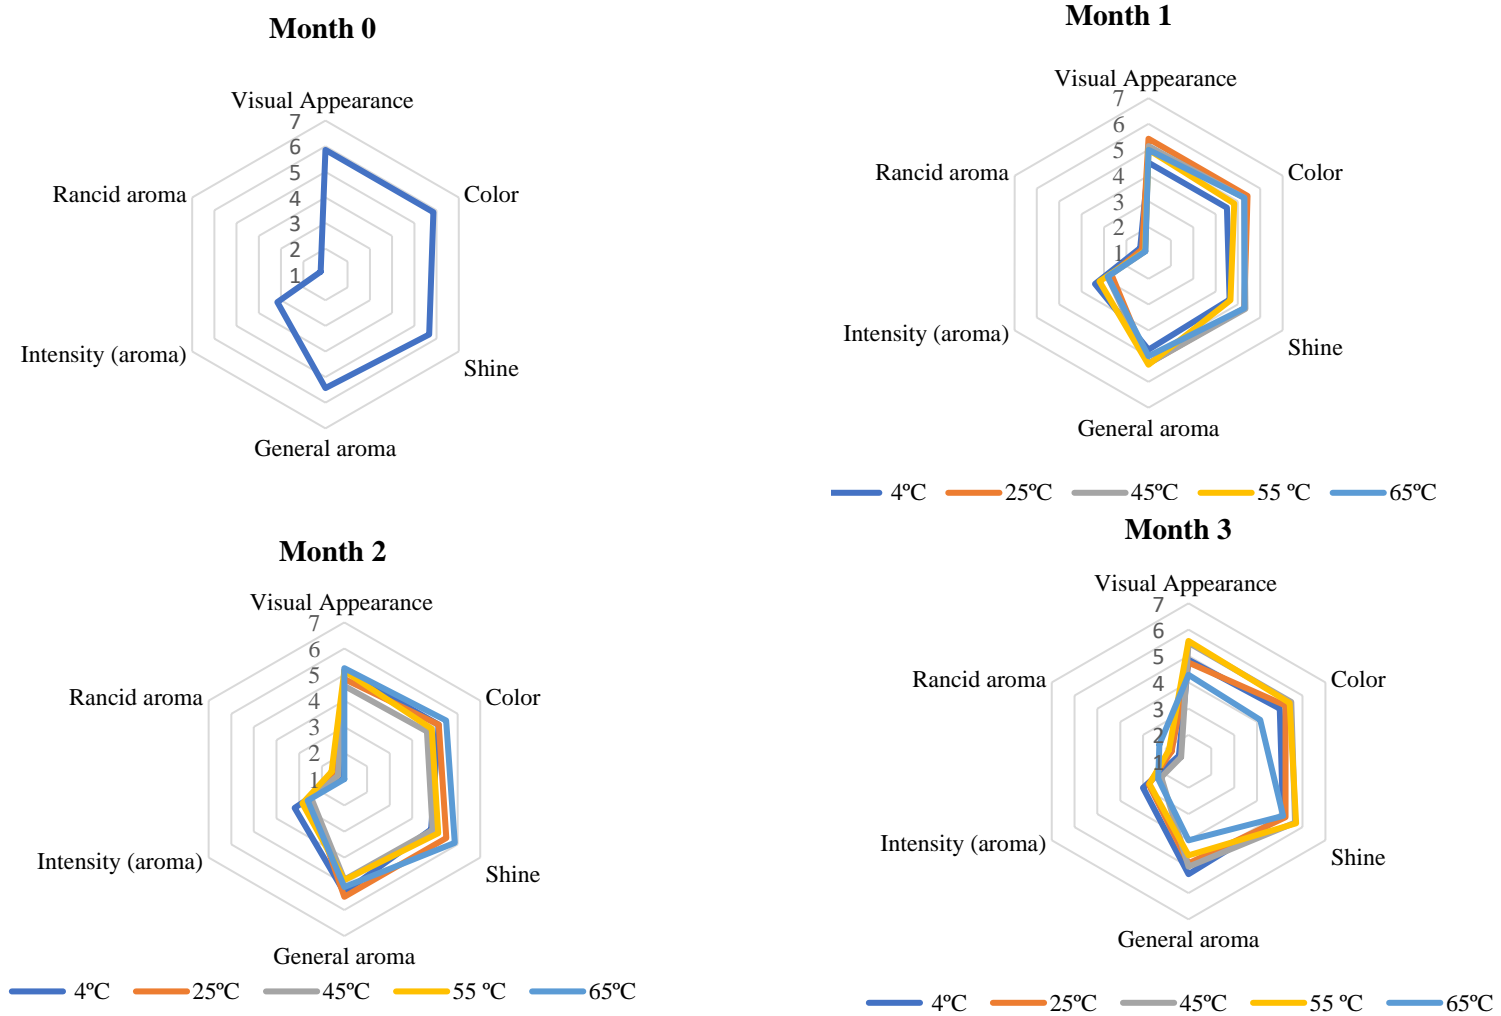 Month 0
Visual Appearance
7
6
5
4
3
2
1
Rancid aroma
Color
Intensity (aroma)
Shine
General aroma
Month 1
Visual Appearance
7
6
5
4
3
2
1
Rancid aroma
Color
Intensity (aroma)
Shine
General aroma
4ºC 25ºC 45ºC 55 ºC 65ºC
Month 2
Visual Appearance
7
6
5
4
3
2
1
Rancid aroma
Color
Intensity (aroma)
Shine
General aroma
4ºC 25ºC 45ºC 55 ºC 65ºC
Month 3
Visual Appearance
7
6
5
4
3
2
1
Rancid aroma
Color
Intensity (aroma)
Shine
General aroma
4ºC 25ºC 45ºC 55 ºC 65ºC